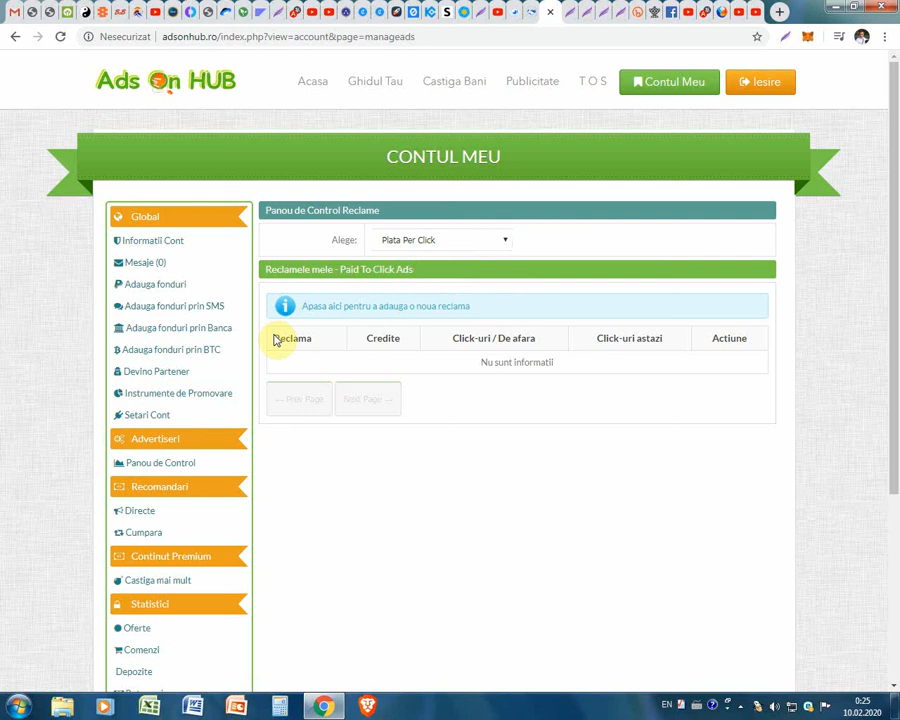 Nesecurizat
adsonhub.ro/index.php?view=account&page=manageads
Ads On HUB
Acasa
Ghidul Tau
Castiga Bani
Publicitate
T O S
Contul Meu
Iesire
CONTUL MEU
Global
Informatii Cont
Mesaje (0)
Adauga fonduri
Adauga fonduri prin SMS
Adauga fonduri prin Banca
Adauga fonduri prin BTC
Devino Partener
Instrumente de Promovare
Setari Cont
Advertiseri
Panou de Control
Recomandari
Directe
Cumpara
Continut Premium
Castiga mai mult
Statistici
Oferte
Comenzi
Depozite
Panou de Control Reclame
Alege:
Plata Per Click
Reclamele mele - Paid To Click Ads
Apasa aici pentru a adauga o noua reclama
Reclama
Credite
Click-uri / De afara
Click-uri astazi
Actiune
Nu sunt informatii
Prev Page
Next Page
EN
0:25
10.02.2020